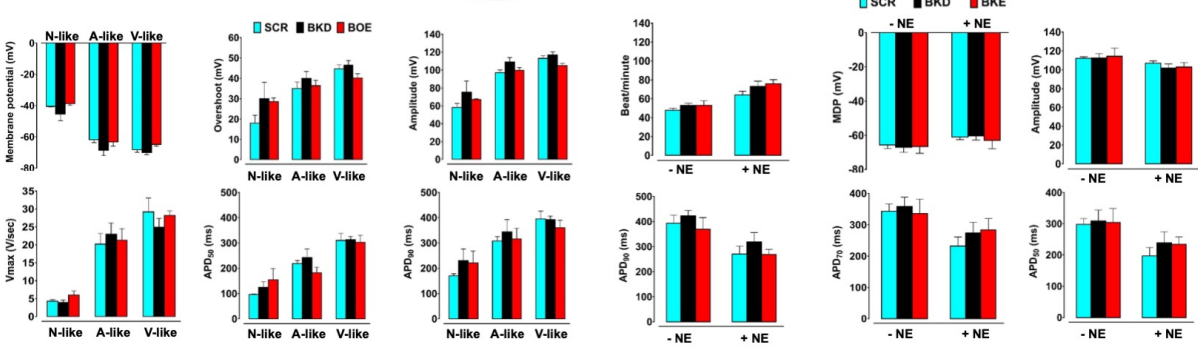 SCR BKD BOE
N-like A-like V-like
Membrane potential (mV)
0
-20
-40
-60
-80
Overshoot (mV)
60
50
40
30
20
10
0
N-like A-like V-like
Amplitude (mV)
140
120
100
80
60
40
20
0
N-like A-like V-like
Vmax (V/sec)
35
30
25
20
15
10
5
0
N-like A-like V-like
APD50 (ms)
500
400
300
200
100
0
N-like A-like V-like
APD90 (ms)
500
400
300
200
100
0
N-like A-like V-like
SCR BKD BKE
Beat/minute
140
120
100
80
60
40
20
0
- NE + NE
- NE + NE
MDP (mV)
0
-20
-40
-60
-80
Amplitude (mV)
140
120
100
80
60
40
20
0
- NE + NE
APD90 (ms)
500
400
300
200
100
0
- NE + NE
APD70 (ms)
400
300
200
100
0
- NE + NE
APD50 (ms)
400
300
200
100
0
- NE + NE